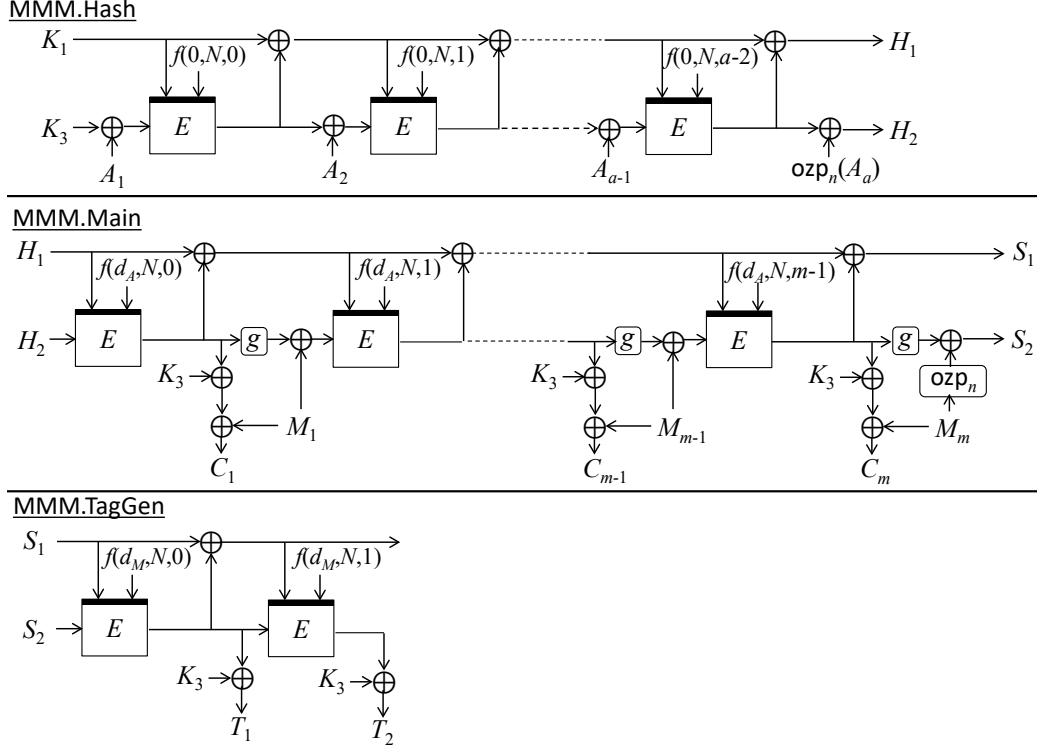 MMM.Hash
K1 f(0,N,0) f(0,N,1) f(0,N,a-2) H1
K3 E E E H2
A1 A2 Aa-1 ozpn(Aa)
MMM.Main
H1 f(dA,N,0) f(dA,N,1) f(dA,N,m-1) S1
H2 E g E g E g S2
K3 K3 K3 ozpn
M1 Mm-1 Mm
C1 Cm-1 Cm
MMM.TagGen
S1 f(dM,N,0) f(dM,N,1)
S2 E E
K3 K3
T1 T2